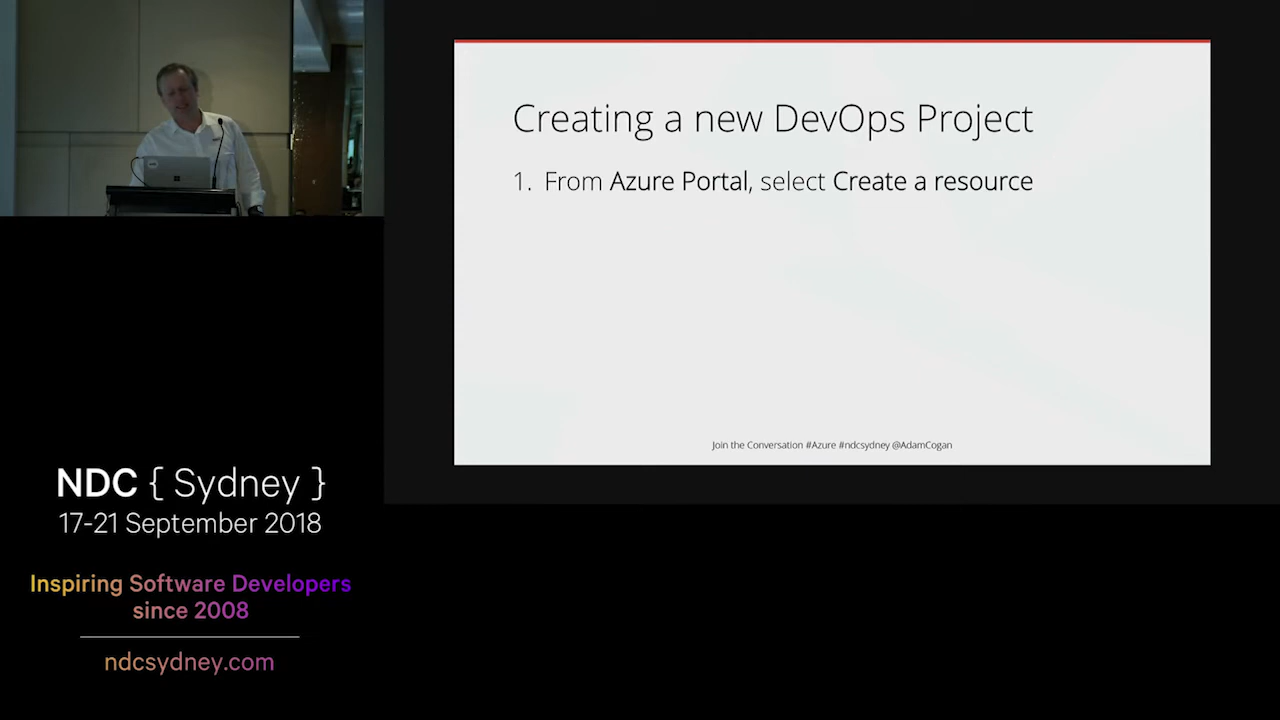 Creating a new DevOps Project
1. From Azure Portal, select Create a resource
Join the Conversation #Azure #ndcsydney @AdamCogan
NDC { Sydney }
17-21 September 2018
Inspiring Software Developers
since 2008
ndcsydney.com